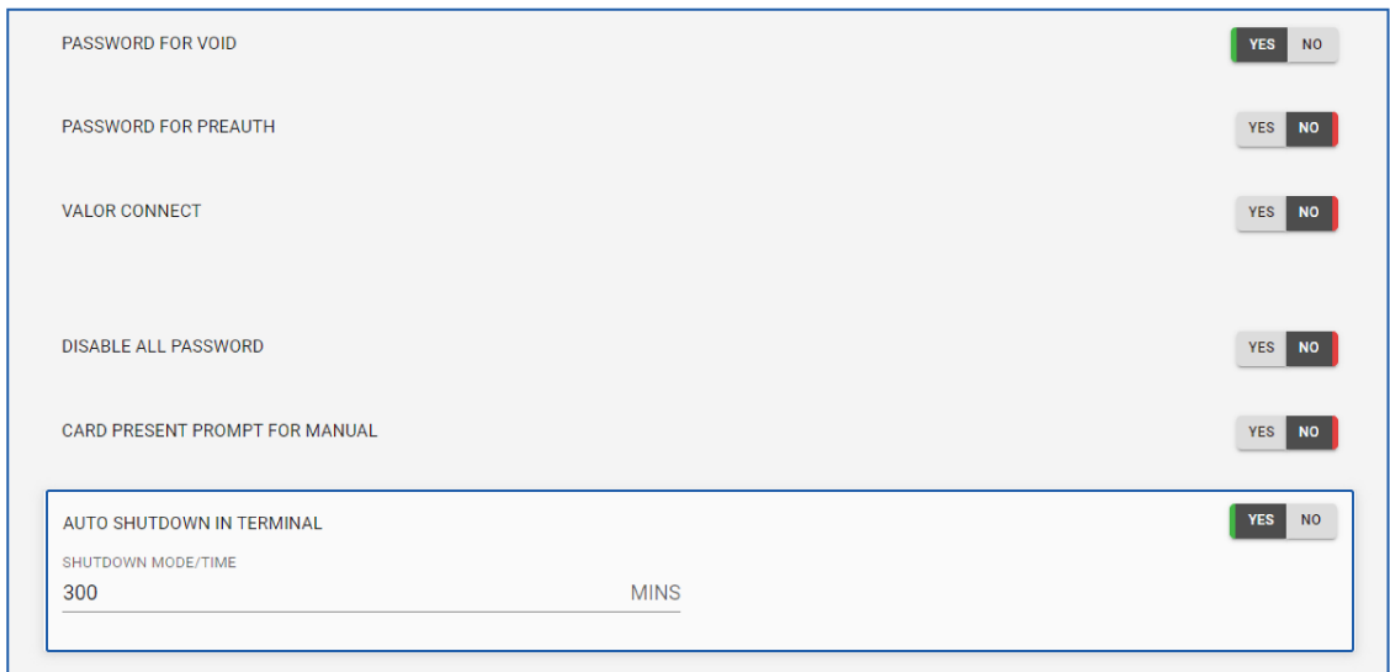 PASSWORD FOR VOID YES NO
PASSWORD FOR PREAUTH YES NO
VALOR CONNECT YES NO
DISABLE ALL PASSWORD YES NO
CARD PRESENT PROMPT FOR MANUAL YES NO
AUTO SHUTDOWN IN TERMINAL YES NO
SHUTDOWN MODE/TIME
300 MINS